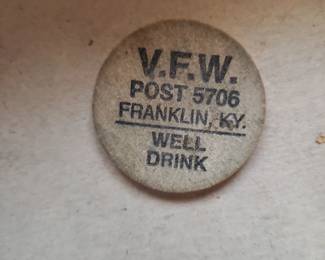 V.F.W.
POST 5706
FRANKLIN, KY.
WELL
DRINK